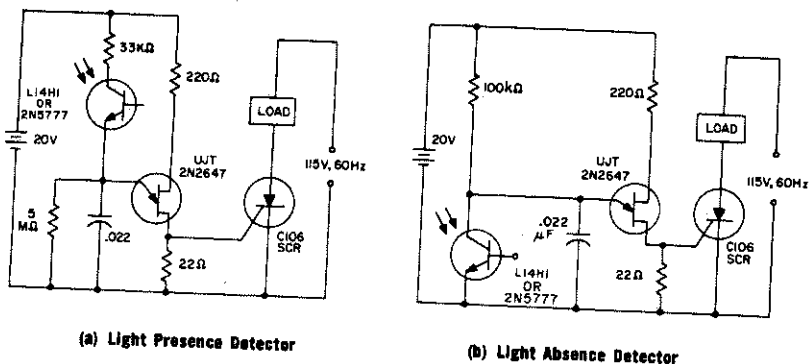 33KΩ
220Ω
L14H1
OR
2N5777
20V
LOAD
UJT
2N2647
115V, 60Hz
5
MΩ
.022
22Ω
C106
SCR
(a) Light Presence Detector
100kΩ
220Ω
20V
LOAD
UJT
2N2647
115V, 60Hz
.022
μF
L14H1
OR
2N5777
22Ω
C106
SCR
(b) Light Absence Detector